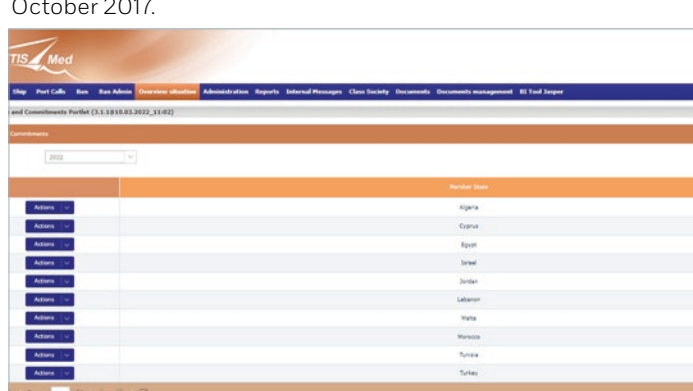 October 2017.
TIS Med
Ship Port Calls Ban Ban Admin Overview situation Administration Reports Internal Messages Class Society Documents Documents management BI Tool Jasper
and Commitments Portlet (3.1.1@10.03.2022_11:02)
Commitments
2022
Member State
Actions Algeria
Actions Cyprus
Actions Egypt
Actions Israel
Actions Jordan
Actions Lebanon
Actions Malta
Actions Morocco
Actions Tunisia
Actions Turkey